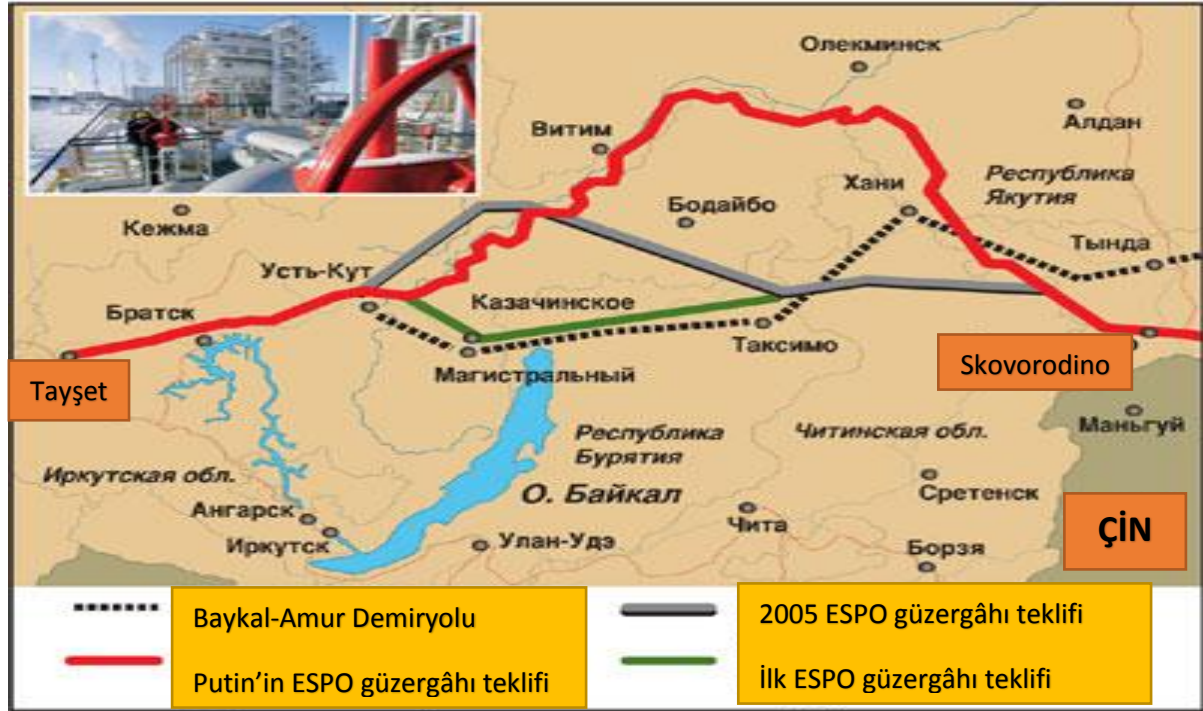 Олекминск
Алдан
Витим
Республика
Якутия
Хани
Бодайбо
Кежма
Тында
Усть-Кут
Казачинское
Братск
Таксимо
Skovorodino
Tayşet
Магистральный
Маньгуй
Республика
Бурятия
Читинская обл.
Иркутская обл.
О. Байкал
Сретенск
Ангарск
Чита
ÇİN
Иркутск
Улан-Удэ
Борзя
Baykal-Amur Demiryolu
2005 ESPO güzergâhı teklifi
Putin’in ESPO güzergâhı teklifi
İlk ESPO güzergâhı teklifi